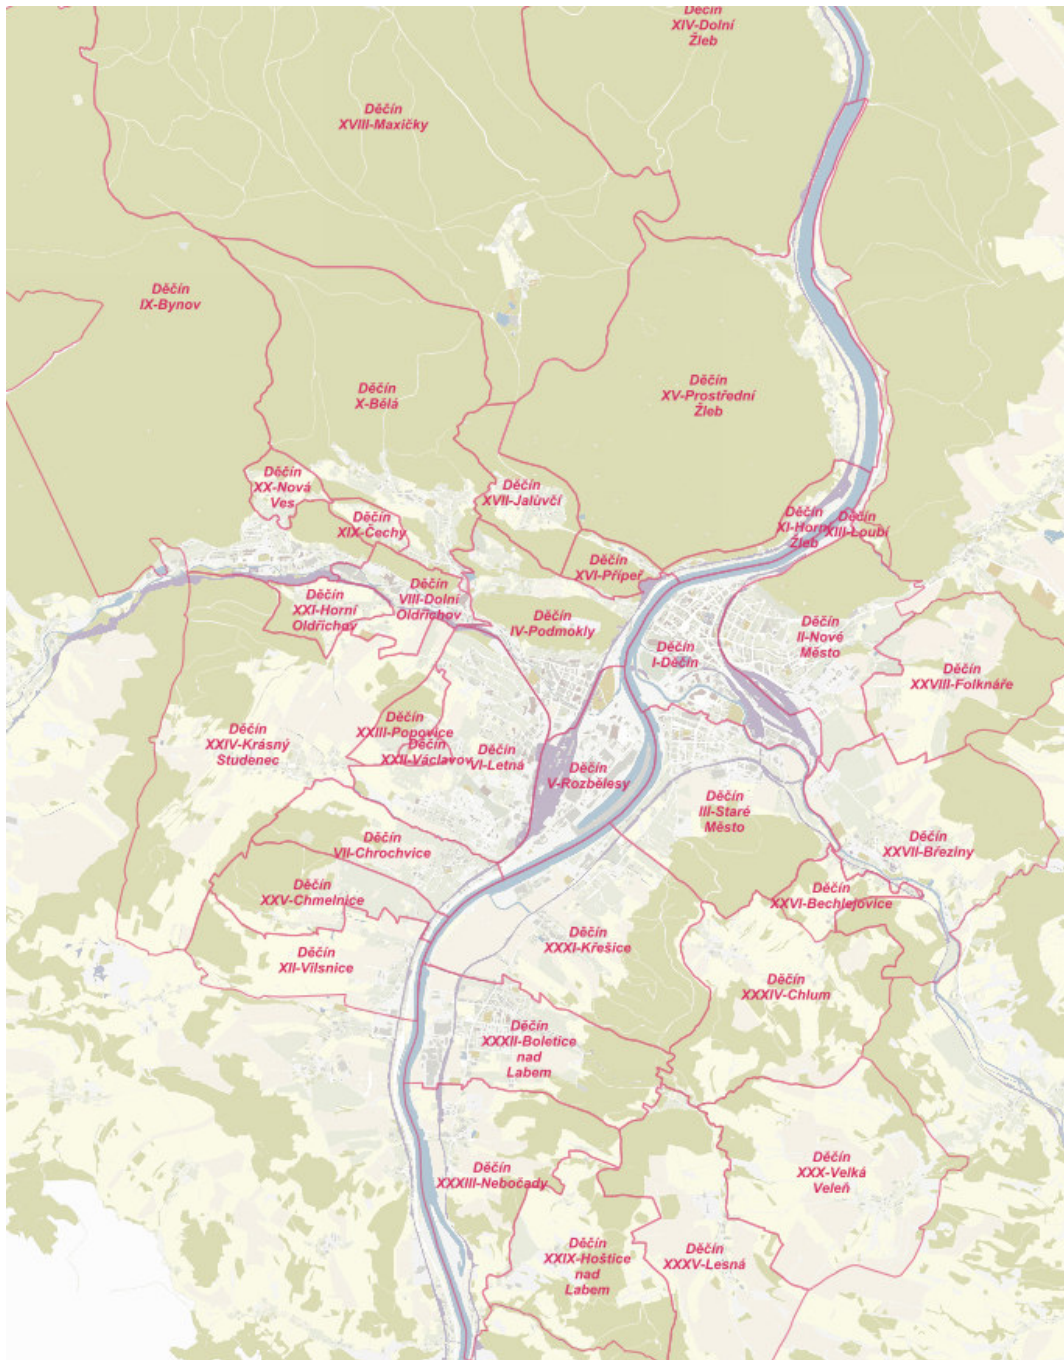 Děčín
XIV-Dolní
Žleb
Děčín
XVIII-Maxičky
Děčín
IX-Bynov
Děčín
X-Bělá
Děčín
XV-Prostřední
Žleb
Děčín
XX-Nová
Ves
Děčín
XVII-Jalůvčí
Děčín
XIX-Čechy
Děčín
XI-Horní
Žleb
Děčín
XIII-Loubí
Děčín
XVI-Přípeř
Děčín
VIII-Dolní
Oldřichov
Děčín
XXI-Horní
Oldřichov
Děčín
IV-Podmokly
Děčín
II-Nové
Město
Děčín
I-Děčín
Děčín
XXVIII-Folknáře
Děčín
XXIII-Popovice
Děčín
XXIV-Krásný
Studenec
Děčín
XXII-Václavov
Děčín
VI-Letná
Děčín
V-Rozbělesy
Děčín
III-Staré
Město
Děčín
VII-Chrochvice
Děčín
XXVII-Březiny
Děčín
XXV-Chmelnice
Děčín
XXVI-Bechlejovice
Děčín
XXXI-Křešice
Děčín
XII-Vilsnice
Děčín
XXXIV-Chlum
Děčín
XXXII-Boletice
nad
Labem
Děčín
XXXIII-Nebočady
Děčín
XXX-Velká
Veleň
Děčín
XXIX-Hoštice
nad
Labem
Děčín
XXXV-Lesná